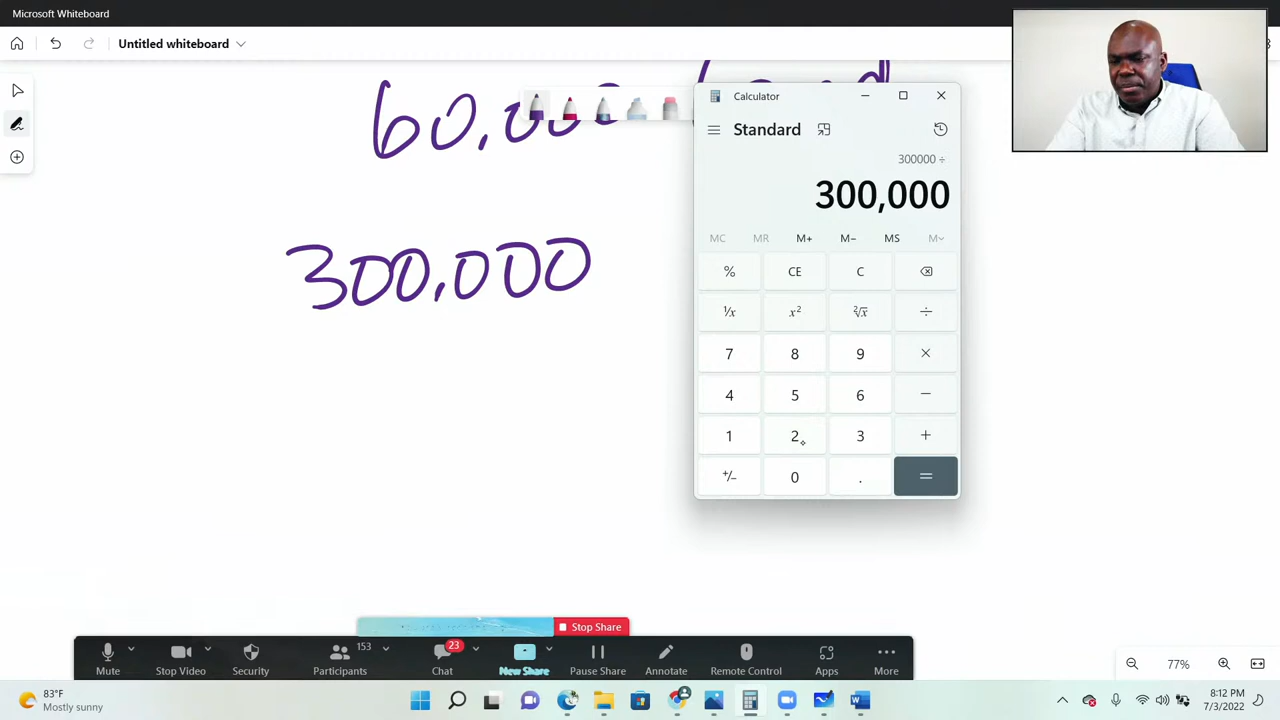 Microsoft Whiteboard
Untitled whiteboard
60,000
300,000
Calculator
Standard
300000 ÷
300,000
MC MR M+ M− MS M˅
% CE C
¹/x x² ²√x ÷
7 8 9 ×
4 5 6 −
1 2 3 +
+/− 0 . =
Stop Share
153 23
Mute Stop Video Security Participants Chat New Share Pause Share Annotate Remote Control Apps More
77%
83°F
Mostly sunny
8:12 PM
7/3/2022